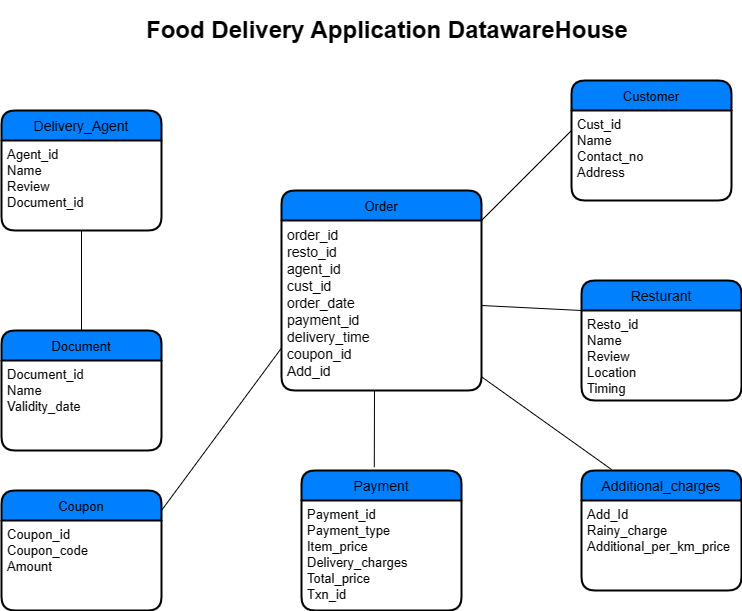 Food Delivery Application DatawareHouse
Customer
Cust_id
Name
Contact_no
Address
Delivery_Agent
Agent_id
Name
Review
Document_id
Order
order_id
resto_id
agent_id
cust_id
order_date
payment_id
delivery_time
coupon_id
Add_id
Resturant
Resto_id
Name
Review
Location
Timing
Document
Document_id
Name
Validity_date
Coupon
Coupon_id
Coupon_code
Amount
Payment
Payment_id
Payment_type
Item_price
Delivery_charges
Total_price
Txn_id
Additional_charges
Add_Id
Rainy_charge
Additional_per_km_price